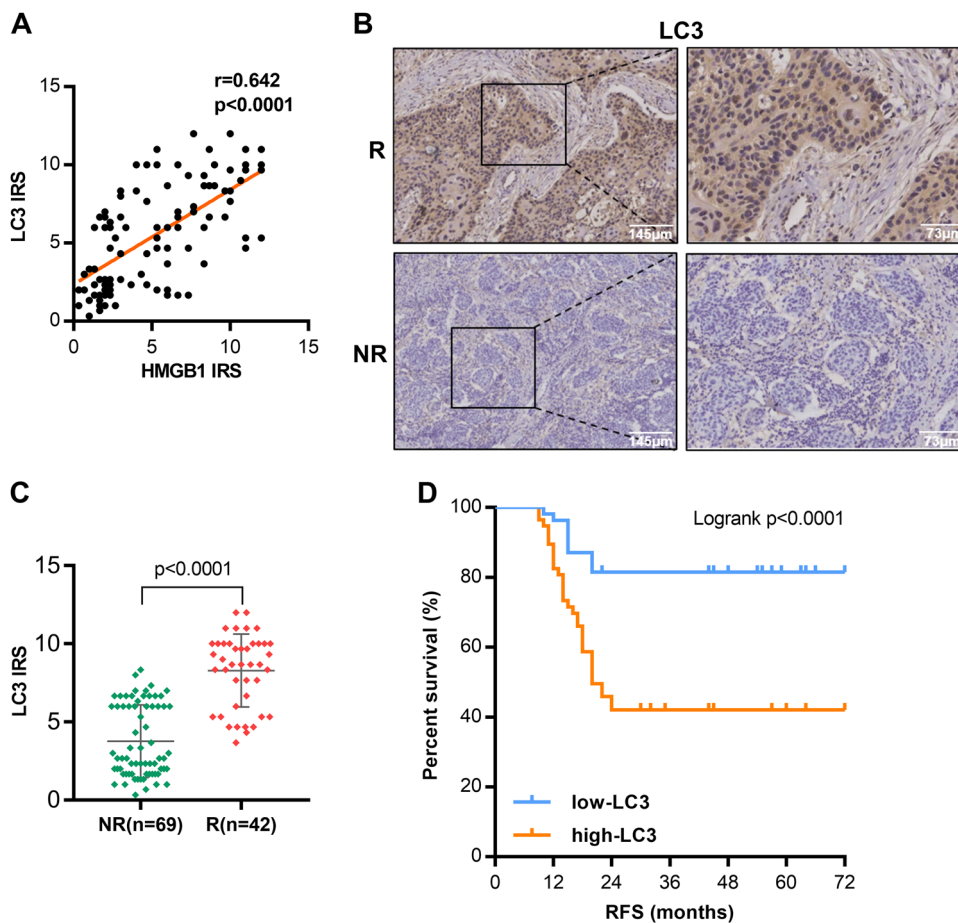 A
r=0.642
p<0.0001
LC3 IRS
15
10
5
0
0 5 10 15
HMGB1 IRS
B
LC3
R
145μm
73μm
NR
145μm
73μm
C
p<0.0001
LC3 IRS
15
10
5
0
NR(n=69) R(n=42)
D
Logrank p<0.0001
Percent survival (%)
100
80
60
40
20
0
low-LC3
high-LC3
0 12 24 36 48 60 72
RFS (months)